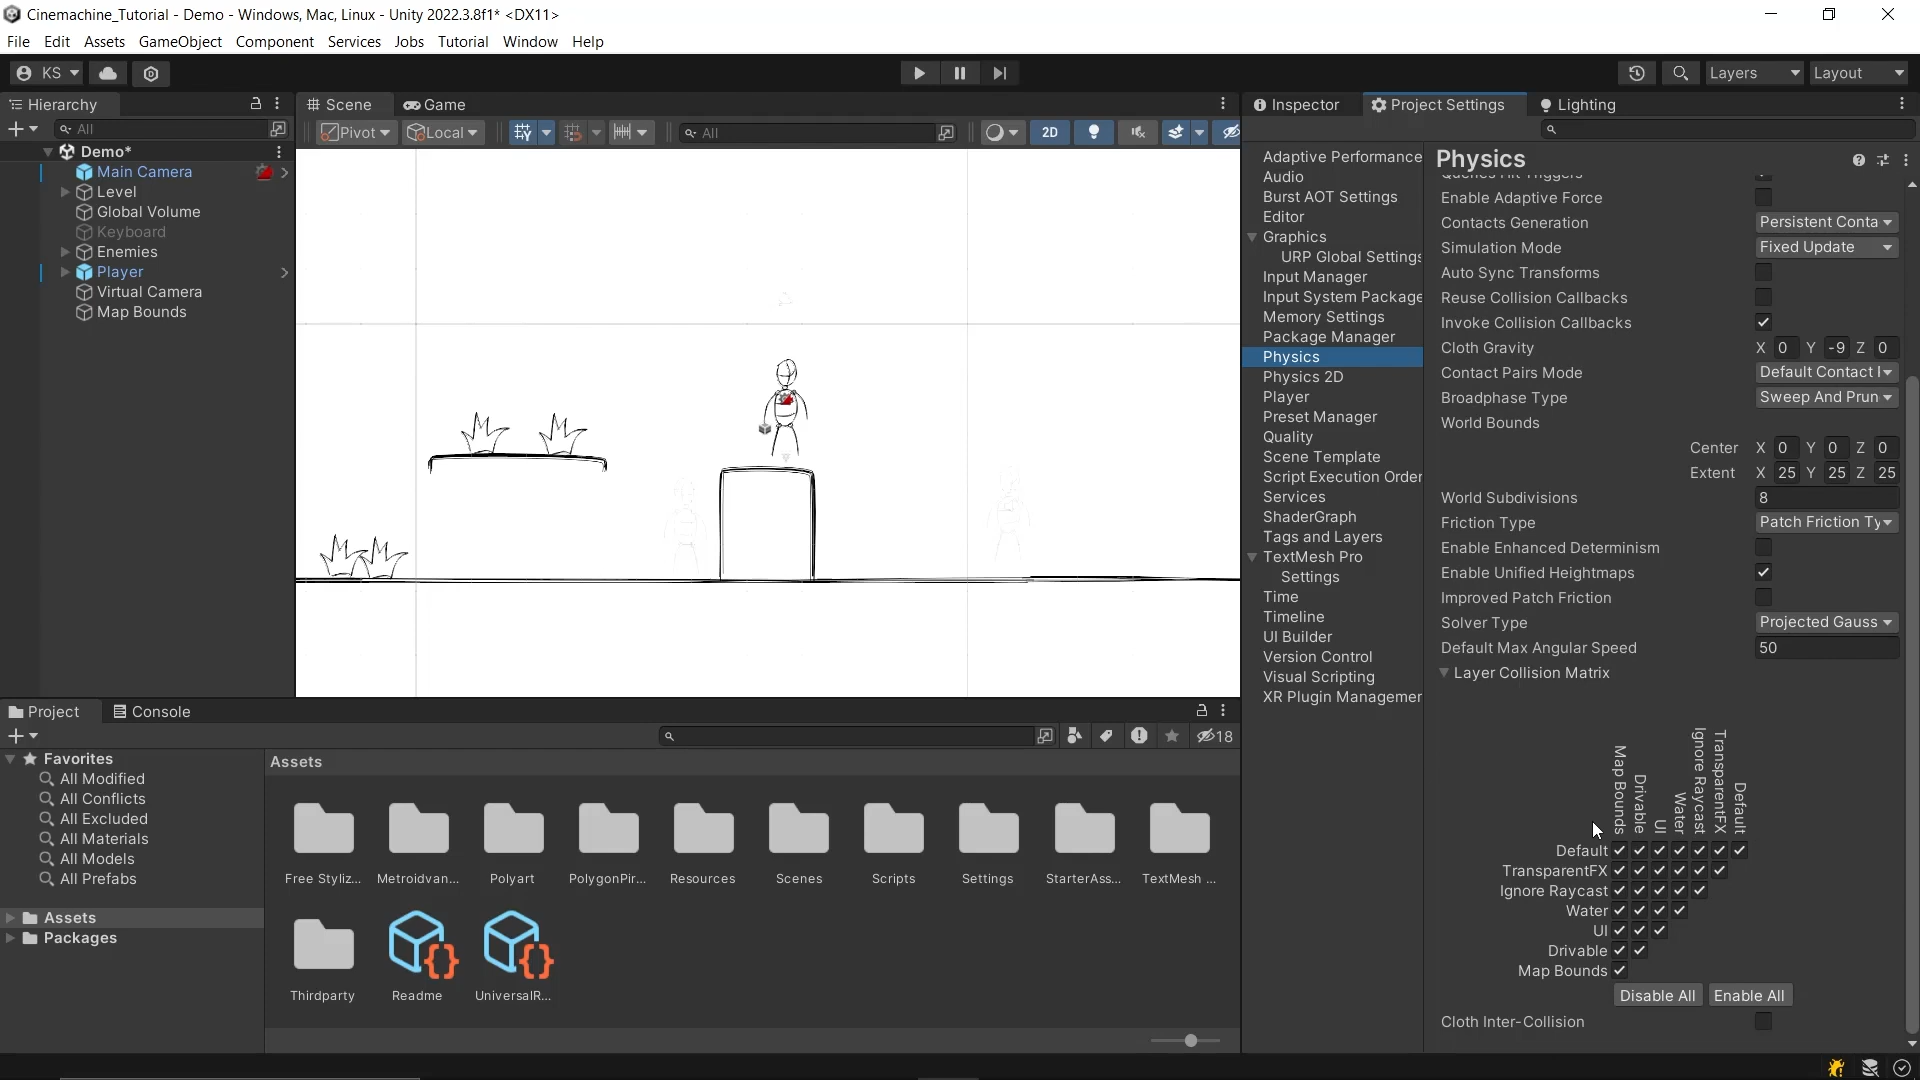 Cinemachine_Tutorial - Demo - Windows, Mac, Linux - Unity 2022.3.8f1* <DX11>
File Edit Assets GameObject Component Services Jobs Tutorial Window Help
KS Layers Layout
Hierarchy
All
Demo*
Main Camera
Level
Global Volume
Keyboard
Enemies
Player
Virtual Camera
Map Bounds
Scene Game
Pivot Local All 2D
Inspector Project Settings Lighting
Adaptive Performance
Audio
Burst AOT Settings
Editor
Graphics
URP Global Settings
Input Manager
Input System Package
Memory Settings
Package Manager
Physics
Physics 2D
Player
Preset Manager
Quality
Scene Template
Script Execution Order
Services
ShaderGraph
Tags and Layers
TextMesh Pro
Settings
Time
Timeline
UI Builder
Version Control
Visual Scripting
XR Plugin Managemen
Physics
Queries Hit Triggers
Enable Adaptive Force
Contacts Generation Persistent Conta
Simulation Mode Fixed Update
Auto Sync Transforms
Reuse Collision Callbacks
Invoke Collision Callbacks
Cloth Gravity X 0 Y -9 Z 0
Contact Pairs Mode Default Contact
Broadphase Type Sweep And Prun
World Bounds
Center X 0 Y 0 Z 0
Extent X 25 Y 25 Z 25
World Subdivisions 8
Friction Type Patch Friction Ty
Enable Enhanced Determinism
Enable Unified Heightmaps
Improved Patch Friction
Solver Type Projected Gauss
Default Max Angular Speed 50
Layer Collision Matrix
Map Bounds
Drivable
UI
Water
Ignore Raycast
TransparentFX
Default
Default
TransparentFX
Ignore Raycast
Water
UI
Drivable
Map Bounds
Disable All Enable All
Cloth Inter-Collision
Project Console
18
Favorites
All Modified
All Conflicts
All Excluded
All Materials
All Models
All Prefabs
Assets
Packages
Assets
Free Styliz... Metroidvan... Polyart PolygonPir... Resources Scenes Scripts Settings StarterAss... TextMesh ...
Thirdparty Readme UniversalR...